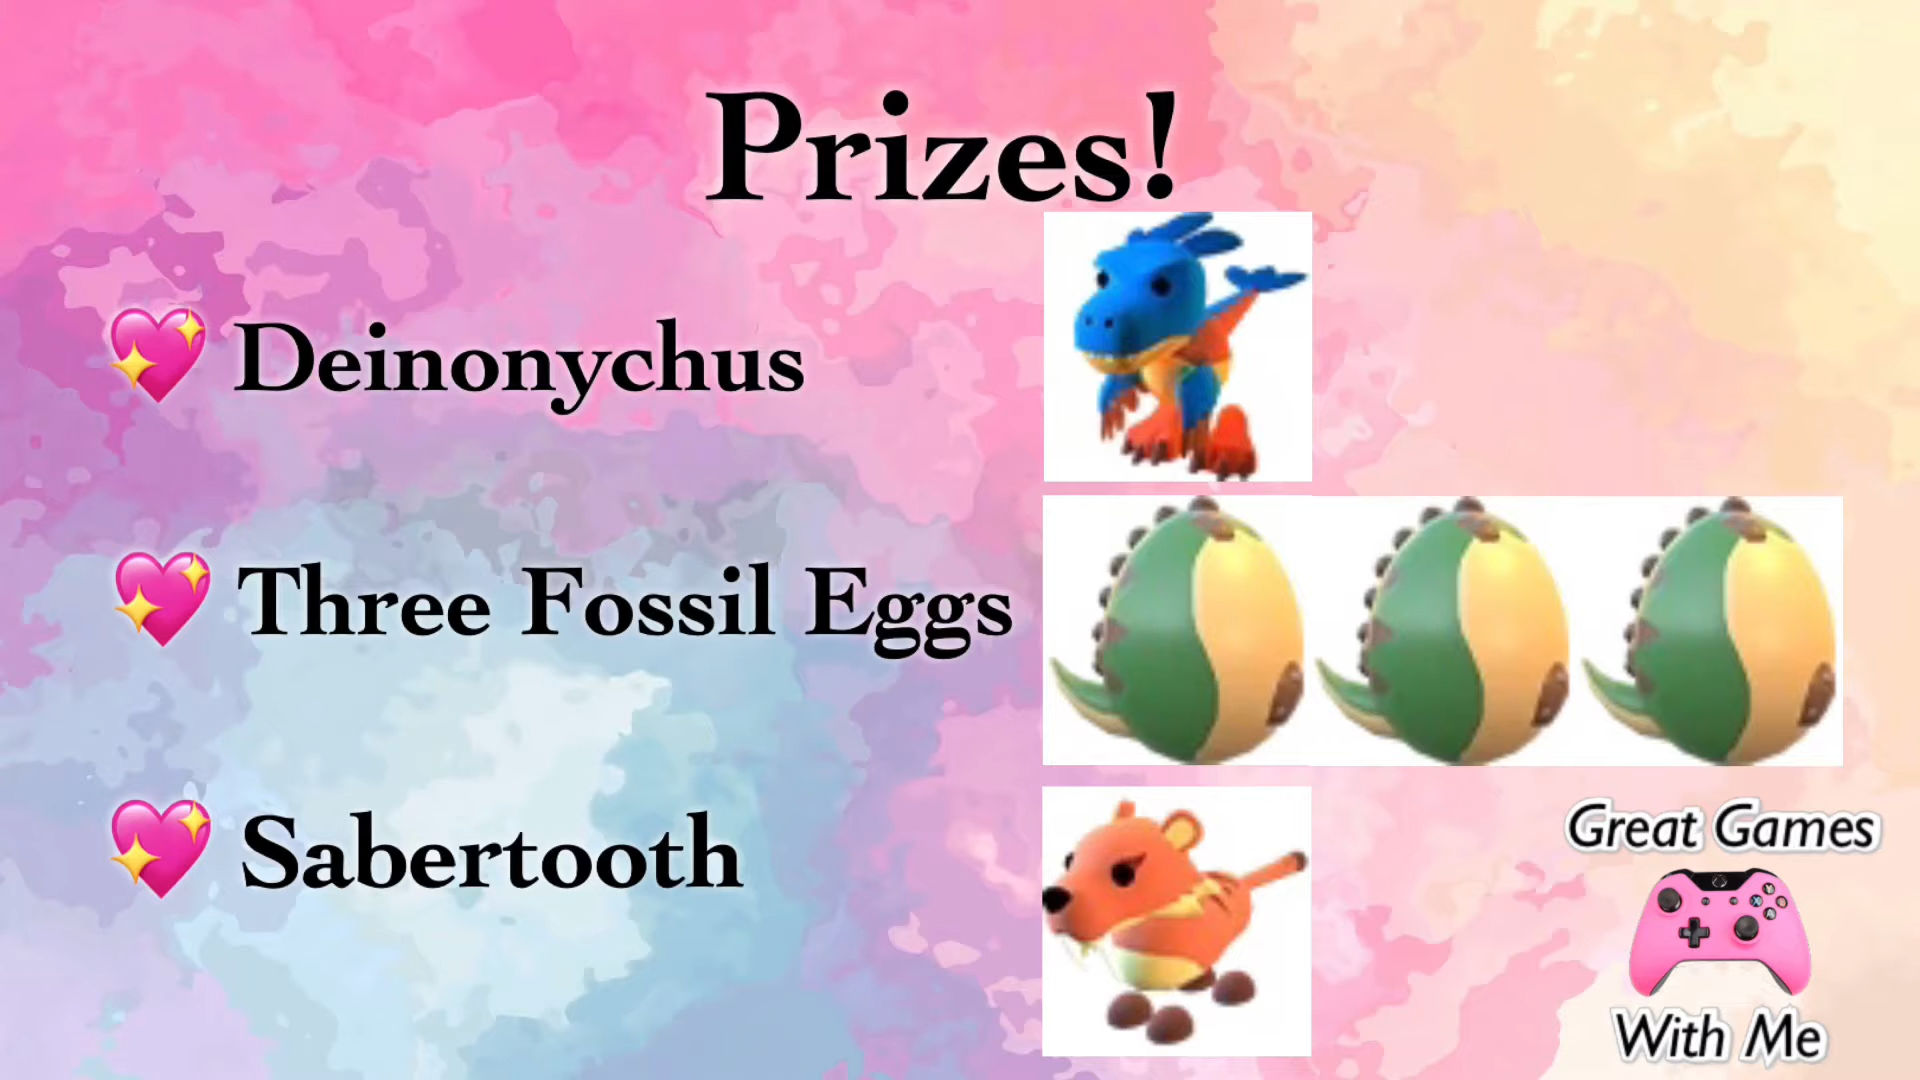 Prizes!
💖 Deinonychus
💖 Three Fossil Eggs
💖 Sabertooth
Great Games
With Me